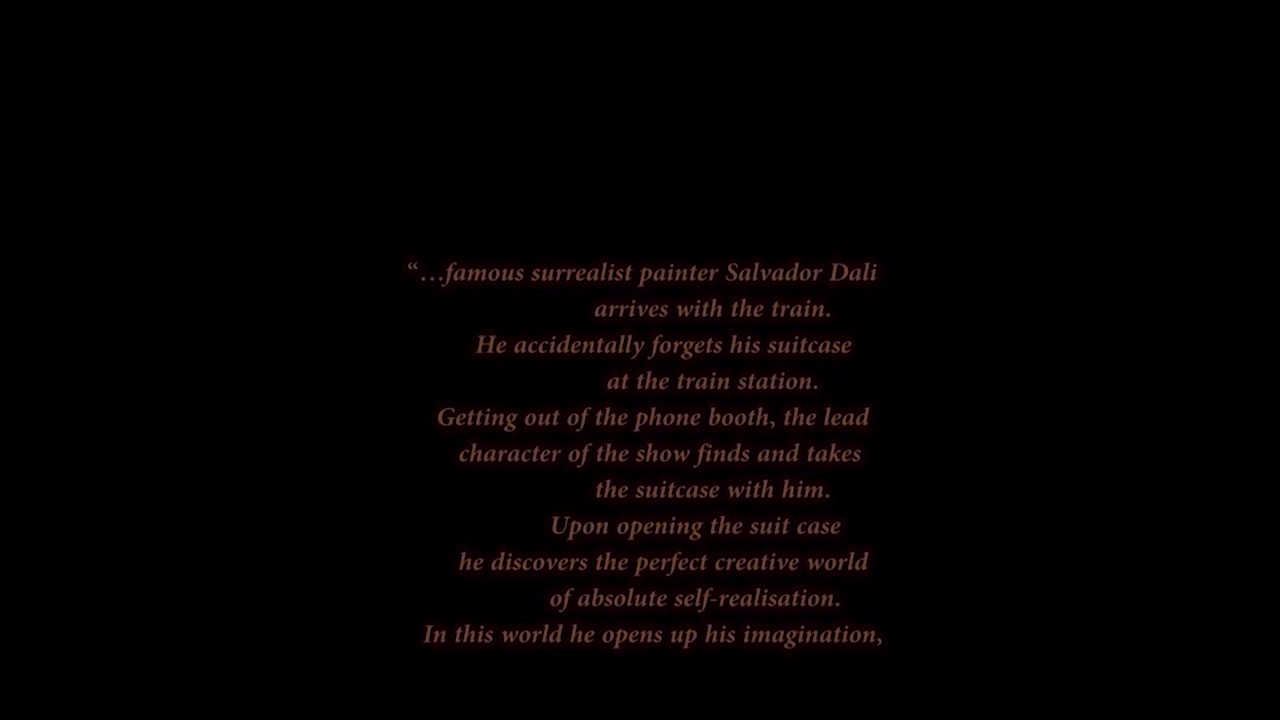 “…famous surrealist painter Salvador Dali
arrives with the train.
He accidentally forgets his suitcase
at the train station.
Getting out of the phone booth, the lead
character of the show finds and takes
the suitcase with him.
Upon opening the suit case
he discovers the perfect creative world
of absolute self-realisation.
In this world he opens up his imagination,